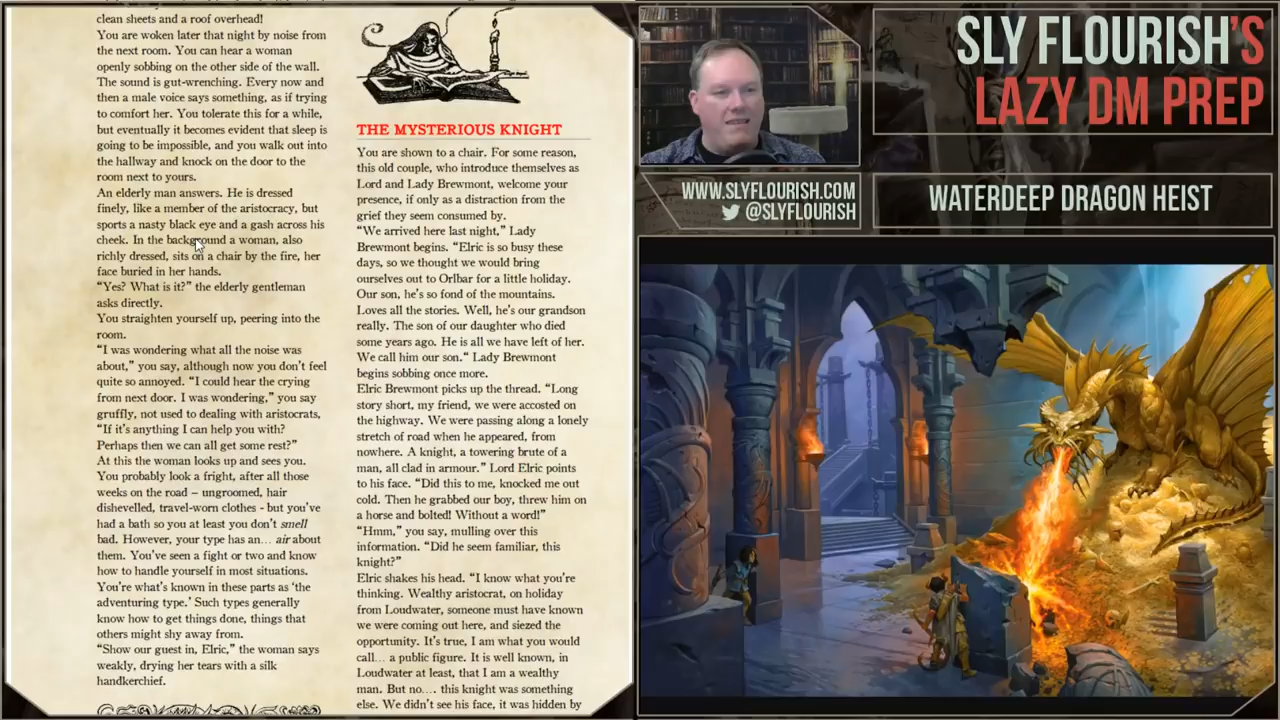 clean sheets and a roof overhead!
You are woken later that night by noise from
the next room. You can hear a woman
openly sobbing on the other side of the wall.
The sound is gut-wrenching. Every now and
then a male voice says something, as if trying
to comfort her. You tolerate this for a while,
but eventually it becomes evident that sleep is
going to be impossible, and you walk out into
the hallway and knock on the door to the
room next to yours.
An elderly man answers. He is dressed
finely, like a member of the aristocracy, but
sports a nasty black eye and a gash across his
cheek. In the background a woman, also
richly dressed, sits on a chair by the fire, her
face buried in her hands.
“Yes? What is it?” the elderly gentleman
asks directly.
You straighten yourself up, peering into the
room.
“I was wondering what all the noise was
about,” you say, although now you don’t feel
quite so annoyed. “I could hear the crying
from next door. I was wondering,” you say
gruffly, not used to dealing with aristocrats,
“If it’s anything I can help you with?
Perhaps then we can all get some rest?”
At this the woman looks up and sees you.
You probably look a fright, after all those
weeks on the road – ungroomed, hair
dishevelled, travel-worn clothes - but you’ve
had a bath so you at least you don’t smell
bad. However, your type has an… air about
them. You’ve seen a fight or two and know
how to handle yourself in most situations.
You’re what’s known in these parts as ‘the
adventuring type.’ Such types generally
know how to get things done, things that
others might shy away from.
“Show our guest in, Elric,” the woman says
weakly, drying her tears with a silk
handkerchief.
THE MYSTERIOUS KNIGHT
You are shown to a chair. For some reason,
this old couple, who introduce themselves as
Lord and Lady Brewmont, welcome your
presence, if only as a distraction from the
grief they seem consumed by.
“We arrived here last night,” Lady
Brewmont begins. “Elric is so busy these
days, so we thought we would bring
ourselves out to Orlbar for a little holiday.
Our son, he’s so fond of the mountains.
Loves all the stories. Well, he’s our grandson
really. The son of our daughter who died
some years ago. He is all we have left of her.
We call him our son.“ Lady Brewmont
begins sobbing once more.
Elric Brewmont picks up the thread. “Long
story short, my friend, we were accosted on
the highway. We were passing along a lonely
stretch of road when he appeared, from
nowhere. A knight, a towering brute of a
man, all clad in armour.” Lord Elric points
to his face. “Did this to me, knocked me out
cold. Then he grabbed our boy, threw him on
a horse and bolted! Without a word!”
“Hmm,” you say, mulling over this
information. “Did he seem familiar, this
knight?”
Elric shakes his head. “I know what you’re
thinking. Wealthy aristocrat, on holiday
from Loudwater, someone must have known
we were coming out here, and siezed the
opportunity. It’s true, I am what you would
call… a public figure. It is well known, in
Loudwater at least, that I am a wealthy
man. But no…. this knight was something
else. We didn’t see his face, it was hidden by
SLY FLOURISH’S
LAZY DM PREP
WWW.SLYFLOURISH.COM
@SLYFLOURISH
WATERDEEP DRAGON HEIST